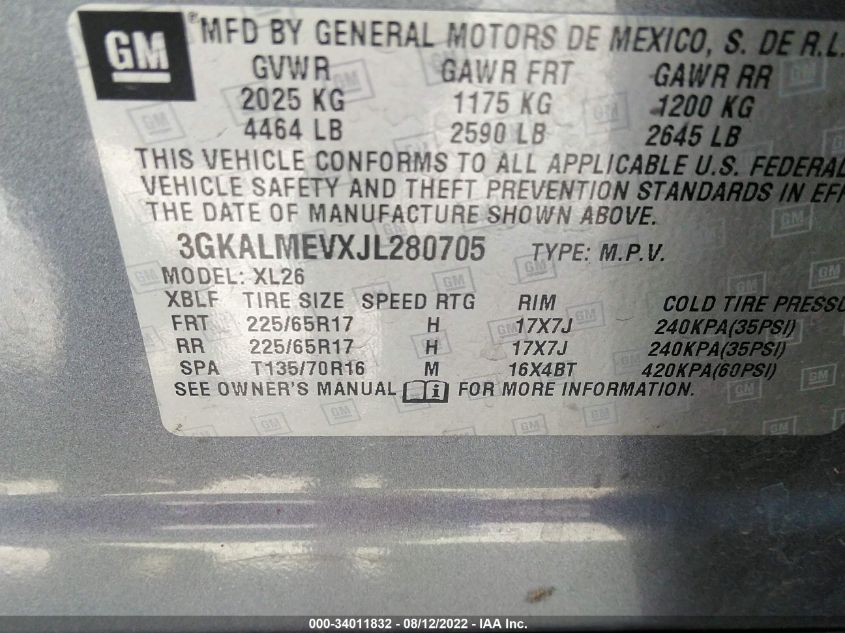 GM
®MFD BY GENERAL MOTORS DE MEXICO, S. DE R.L.
GVWR GAWR FRT GAWR RR
2025 KG 1175 KG 1200 KG
4464 LB 2590 LB 2645 LB
THIS VEHICLE CONFORMS TO ALL APPLICABLE U.S. FEDERAL
VEHICLE SAFETY AND THEFT PREVENTION STANDARDS IN EFF
THE DATE OF MANUFACTURE SHOWN ABOVE.
3GKALMEVXJL280705 TYPE: M.P.V.
MODEL: XL26
XBLF TIRE SIZE SPEED RTG RIM COLD TIRE PRESSU
FRT 225/65R17 H 17X7J 240KPA(35PSI)
RR 225/65R17 H 17X7J 240KPA(35PSI)
SPA T135/70R16 M 16X4BT 420KPA(60PSI)
SEE OWNER'S MANUAL FOR MORE INFORMATION.
000-34011832 - 08/12/2022 - IAA Inc.